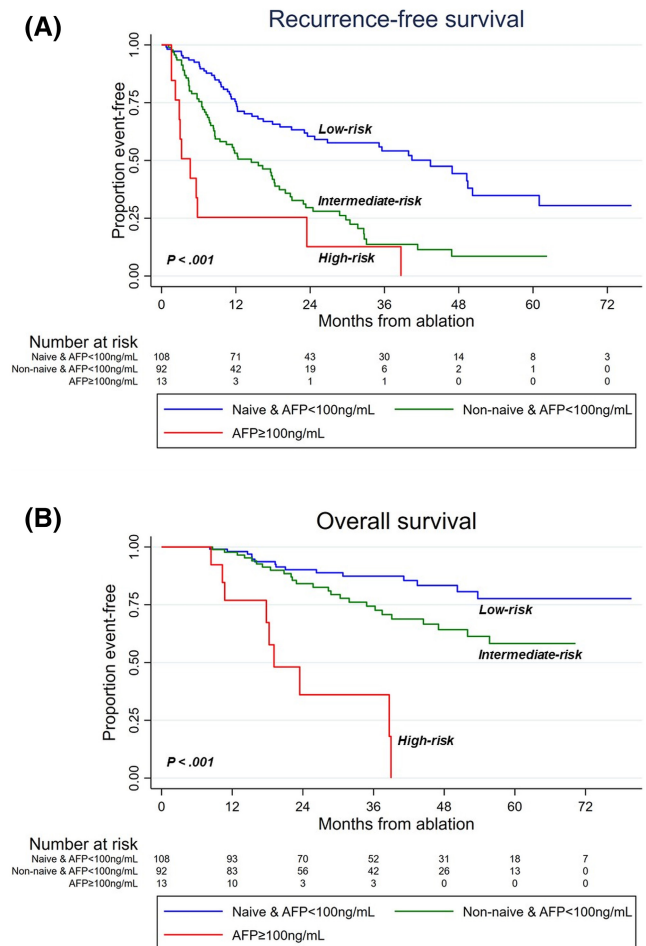 (A)
Recurrence-free survival
Proportion event-free
1.00
0.75
0.50
0.25
0.00
Low-risk
Intermediate-risk
High-risk
P < .001
0 12 24 36 48 60 72
Months from ablation
Number at risk
Naive & AFP<100ng/mL 108 71 43 30 14 8 3
Non-naive & AFP<100ng/mL 92 42 19 6 2 1 0
AFP≥100ng/mL 13 3 1 1 0 0 0
Naive & AFP<100ng/mL Non-naive & AFP<100ng/mL
AFP≥100ng/mL
(B)
Overall survival
Proportion event-free
1.00
0.75
0.50
0.25
0.00
Low-risk
Intermediate-risk
High-risk
P < .001
0 12 24 36 48 60 72
Months from ablation
Number at risk
Naive & AFP<100ng/mL 108 93 70 52 31 18 7
Non-naive & AFP<100ng/mL 92 83 56 42 26 13 0
AFP≥100ng/mL 13 10 3 3 0 0 0
Naive & AFP<100ng/mL Non-naive & AFP<100ng/mL
AFP≥100ng/mL